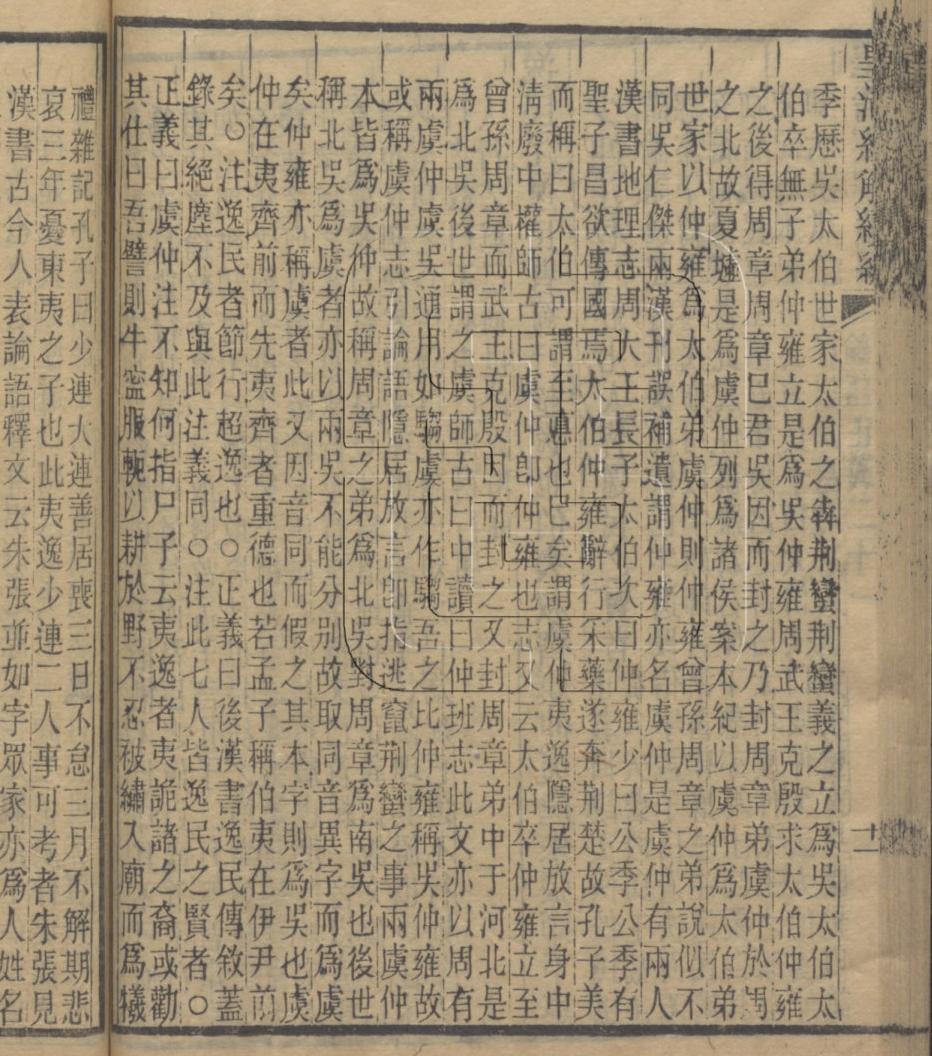 皇清經解續編
十一
季歷吳太伯世家太伯之犇荆蠻荆蠻義之立爲吳太伯太
伯卒無子弟仲雍立是爲吳仲雍周武王克殷求太伯仲雍
之後得周章周章已君吳因而封之乃封周章弟虞仲於周
之北故夏墟是爲虞仲列爲諸侯案本紀以虞仲爲太伯弟
世家以仲雍爲太伯弟虞仲則仲雍曾孫周章之弟說似不
同吳仁傑兩漢刊誤補遺謂仲雍亦名虞仲是虞仲有兩人
漢書地理志周大王長子太伯次曰仲雍少曰公季公季有
聖子昌欲傳國焉大伯仲雍辭行采藥遂奔荆楚故孔子美
而稱曰太伯可謂至悳也已矣謂虞仲夷逸隱居放言身中
淸廢中權師古曰虞仲卽仲雍也志又云太伯卒仲雍立至
曾孫周章而武王克殷因而封之又封周章弟中于河北是
爲北吳後世謂之虞師古曰中讀曰仲班志此文亦以周有
兩虞仲虞吳通用如騶虞亦作騶吾之比仲雍稱吳仲雍故
或稱虞仲志引論語隱居放言卽指逃竄荆蠻之事兩虞仲
本皆爲吳仲故稱周章之弟爲北吳對周章爲南吳也後世
稱北吳爲虞者亦以兩吳不能分別故取同音異字而爲虞
矣仲雍亦稱虞者此又因音同而假之其本字則爲吳也虞
仲在夷齊前而先夷齊者重德也若孟子稱伯夷在伊尹前
矣○注逸民者節行超逸也○正義曰後漢書逸民傳敘蓋
錄其絕塵不及與此注義同○注此七人皆逸民之賢者○
正義曰虞仲注不知何指尸子云夷逸者夷詭諸之裔或勸
其仕曰吾譬則牛寧服軛以耕於野不忍被繡入廟而爲犧
禮雜記孔子曰少連大連善居喪三日不怠三月不解期悲
哀三年憂東夷之子也此夷逸少連二人事可考者朱張見
漢書古今人表論語釋文云朱張並如字眾家亦爲人姓名